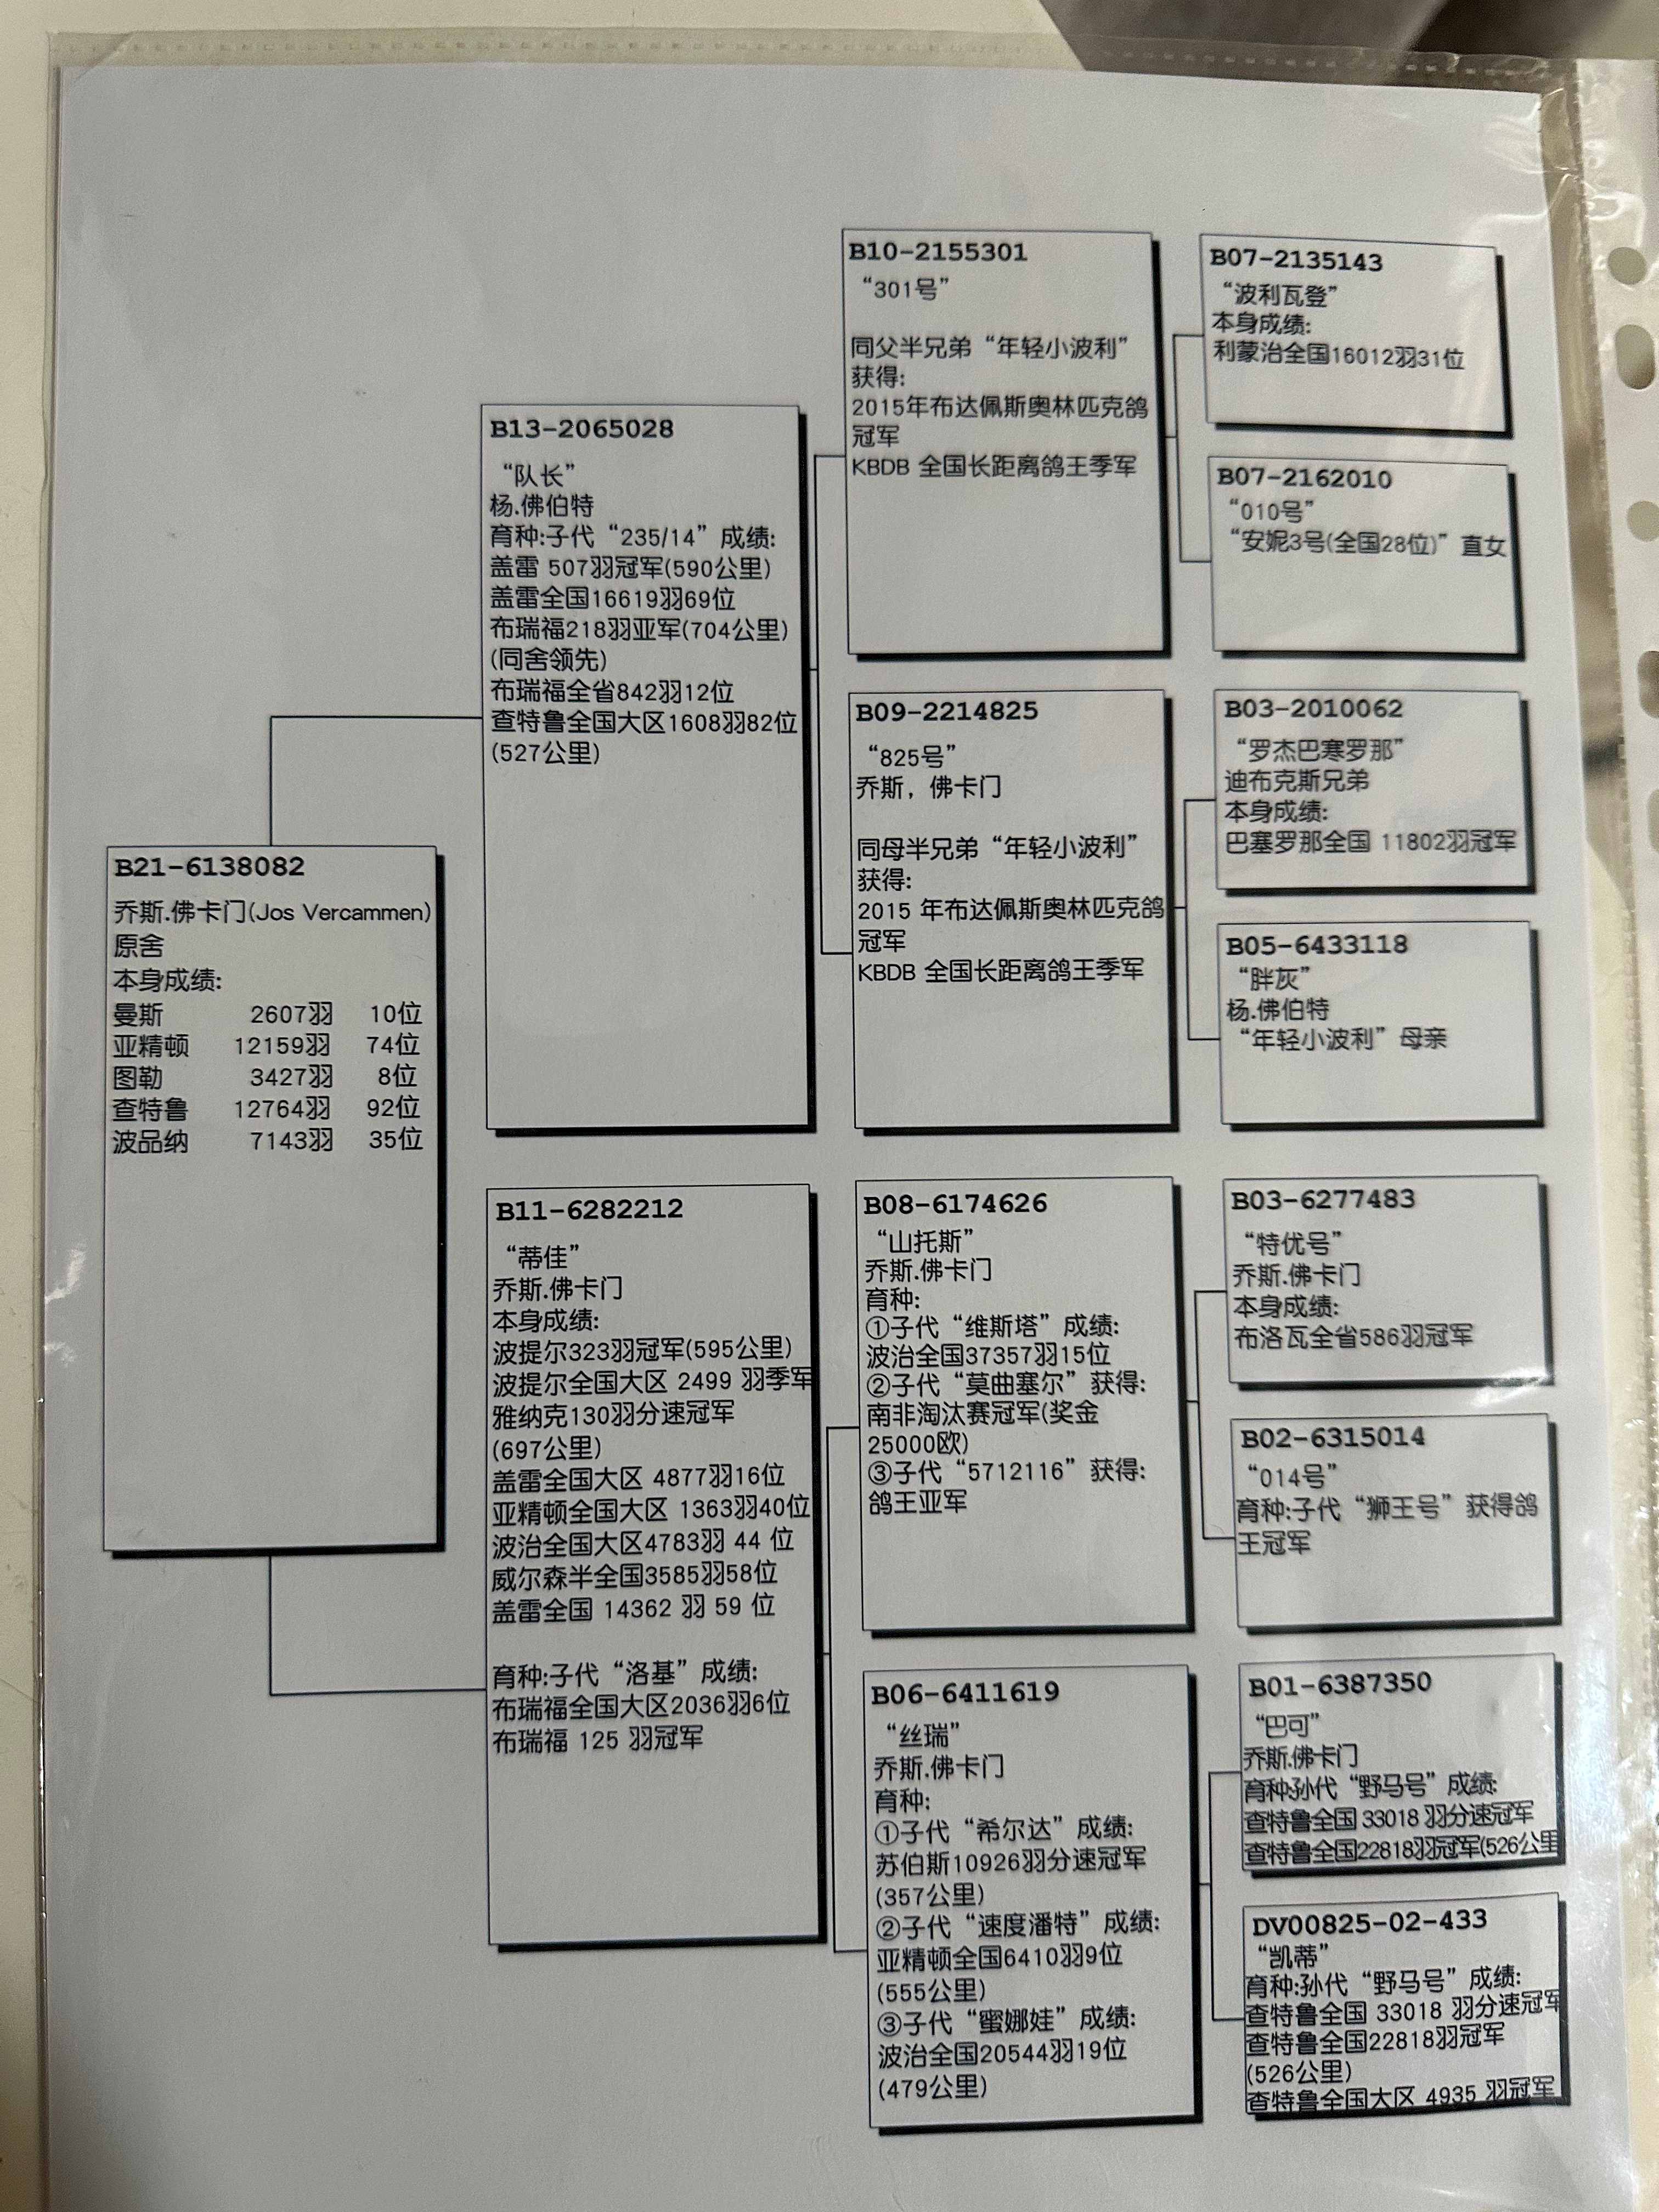 B21-6138082
乔斯.佛卡门(Jos Vercammen)
原舍
本身成绩:
曼斯 2607羽 10位
亚精顿 12159羽 74位
图勒 3427羽 8位
查特鲁 12764羽 92位
波品纳 7143羽 35位
B13-2065028
“队长”
杨.佛伯特
育种:子代“235/14”成绩:
盖雷 507羽冠军(590公里)
盖雷全国16619羽69位
布瑞福218羽亚军(704公里)
(同舍领先)
布瑞福全省842羽12位
查特鲁全国大区1608羽82位
(527公里)
B11-6282212
“蒂佳”
乔斯.佛卡门
本身成绩:
波提尔323羽冠军(595公里)
波提尔全国大区 2499 羽季军
雅纳克130羽分速冠军
(697公里)
盖雷全国大区 4877羽16位
亚精顿全国大区 1363羽40位
波治全国大区4783羽 44 位
威尔森半全国3585羽58位
盖雷全国 14362 羽 59 位
育种:子代“洛基”成绩:
布瑞福全国大区2036羽6位
布瑞福 125 羽冠军
B10-2155301
“301号”
同父半兄弟“年轻小波利”
获得:
2015年布达佩斯奥林匹克鸽
冠军
KBDB 全国长距离鸽王季军
B09-2214825
“825号”
乔斯，佛卡门
同母半兄弟“年轻小波利”
获得:
2015 年布达佩斯奥林匹克鸽
冠军
KBDB 全国长距离鸽王季军
B08-6174626
“山托斯”
乔斯.佛卡门
育种:
①子代“维斯塔”成绩:
波治全国37357羽15位
②子代“莫曲塞尔”获得:
南非淘汰赛冠军(奖金
25000欧)
③子代“5712116”获得:
鸽王亚军
B06-6411619
“丝瑞”
乔斯.佛卡门
育种:
①子代“希尔达”成绩:
苏伯斯10926羽分速冠军
(357公里)
②子代“速度潘特”成绩:
亚精顿全国6410羽9位
(555公里)
③子代“蜜娜娃”成绩:
波治全国20544羽19位
(479公里)
B07-2135143
“波利瓦登”
本身成绩:
利蒙治全国16012羽31位
B07-2162010
“010号”
“安妮3号(全国28位)”直女
B03-2010062
“罗杰巴塞罗那”
迪布克斯兄弟
本身成绩:
巴塞罗那全国 11802羽冠军
B05-6433118
“胖灰”
杨.佛伯特
“年轻小波利”母亲
B03-6277483
“特优号”
乔斯.佛卡门
本身成绩:
布洛瓦全省586羽冠军
B02-6315014
“014号”
育种:子代“狮王号”获得鸽
王冠军
B01-6387350
“巴可”
乔斯.佛卡门
育种:孙代“野马号”成绩:
查特鲁全国 33018 羽分速冠军
查特鲁全国22818羽冠军(526公里
DV00825-02-433
“凯蒂”
育种:孙代“野马号”成绩:
查特鲁全国 33018 羽分速冠军
查特鲁全国22818羽冠军
(526公里)
查特鲁全国大区 4935 羽冠军